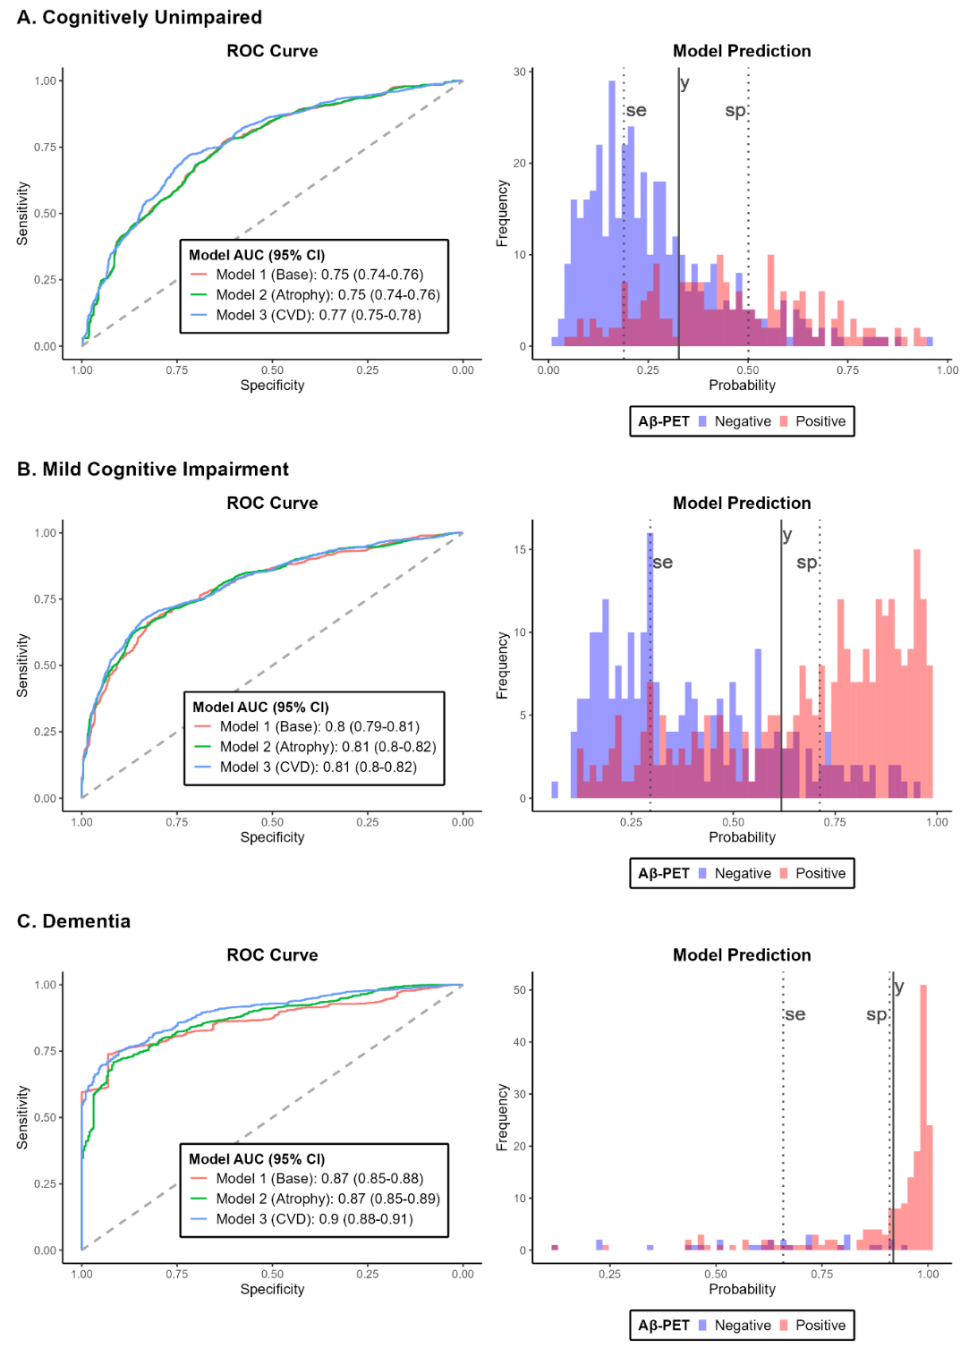 A. Cognitively Unimpaired
ROC Curve
1.00
0.75
0.50
0.25
0.00
Sensitivity
Model AUC (95% CI)
Model 1 (Base): 0.75 (0.74-0.76)
Model 2 (Atrophy): 0.75 (0.74-0.76)
Model 3 (CVD): 0.77 (0.75-0.78)
1.00 0.75 0.50 0.25 0.00
Specificity
Model Prediction
30
20
10
0
Frequency
y
se
sp
0.00 0.25 0.50 0.75 1.00
Probability
Aβ-PET Negative Positive
B. Mild Cognitive Impairment
ROC Curve
1.00
0.75
0.50
0.25
0.00
Sensitivity
Model AUC (95% CI)
Model 1 (Base): 0.8 (0.79-0.81)
Model 2 (Atrophy): 0.81 (0.8-0.82)
Model 3 (CVD): 0.81 (0.8-0.82)
1.00 0.75 0.50 0.25 0.00
Specificity
Model Prediction
15
10
5
0
Frequency
y
se
sp
0.25 0.50 0.75 1.00
Probability
Aβ-PET Negative Positive
C. Dementia
ROC Curve
1.00
0.75
0.50
0.25
0.00
Sensitivity
Model AUC (95% CI)
Model 1 (Base): 0.87 (0.85-0.88)
Model 2 (Atrophy): 0.87 (0.85-0.89)
Model 3 (CVD): 0.9 (0.88-0.91)
1.00 0.75 0.50 0.25 0.00
Specificity
Model Prediction
50
40
30
20
10
0
Frequency
y
se
sp
0.25 0.50 0.75 1.00
Probability
Aβ-PET Negative Positive